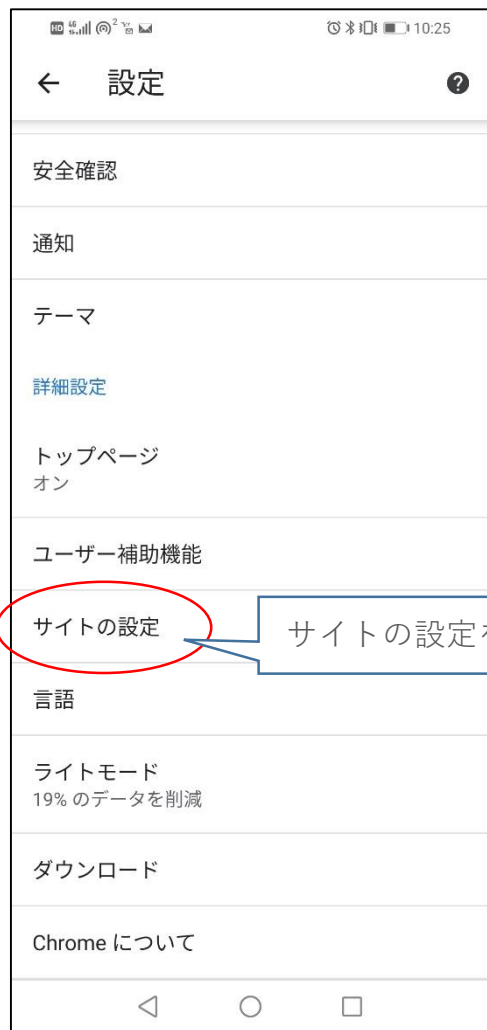 HD 46 2 10:25
設定
安全確認
通知
テーマ
詳細設定
トップページ
オン
ユーザー補助機能
サイトの設定
サイトの設定を
言語
ライトモード
19% のデータを削減
ダウンロード
Chrome について